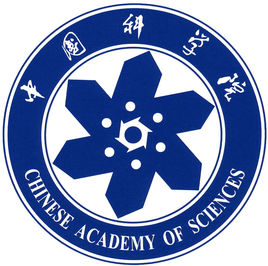 中国科学院
CHINESE ACADEMY OF SCIENCES